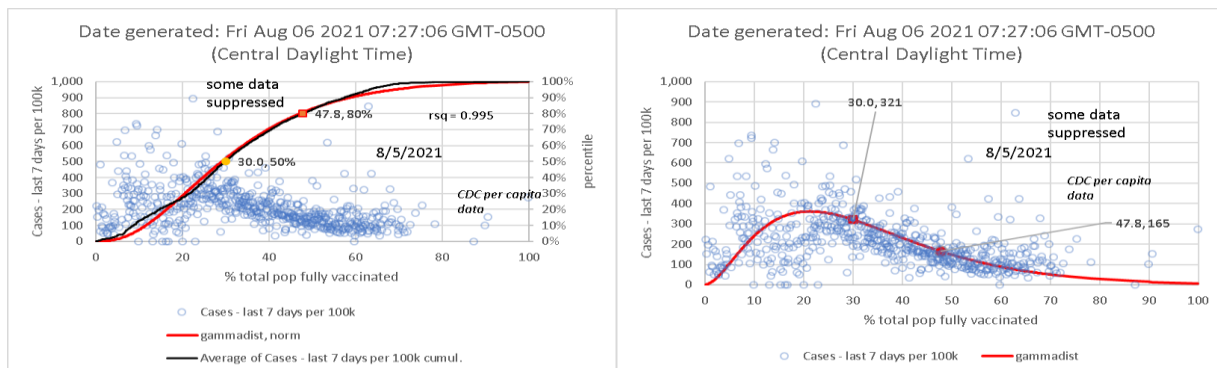 Date generated: Fri Aug 06 2021 07:27:06 GMT-0500
(Central Daylight Time)
1,000
900
800
700
600
500
400
300
200
100
0
Cases - last 7 days per 100k
100%
90%
80%
70%
60%
50%
40%
30%
20%
10%
0%
percentile
some data
suppressed
47.8, 80%
rsq = 0.995
30.0, 50%
8/5/2021
CDC per capita
data
0 20 40 60 80 100
% total pop fully vaccinated
Cases - last 7 days per 100k
gammadist, norm
Average of Cases - last 7 days per 100k cumul.
Date generated: Fri Aug 06 2021 07:27:06 GMT-0500
(Central Daylight Time)
1,000
900
800
700
600
500
400
300
200
100
0
Cases - last 7 days per 100k
30.0, 321
some data
suppressed
8/5/2021
CDC per capita
data
47.8, 165
0 10 20 30 40 50 60 70 80 90 100
% total pop fully vaccinated
Cases - last 7 days per 100k
gammadist